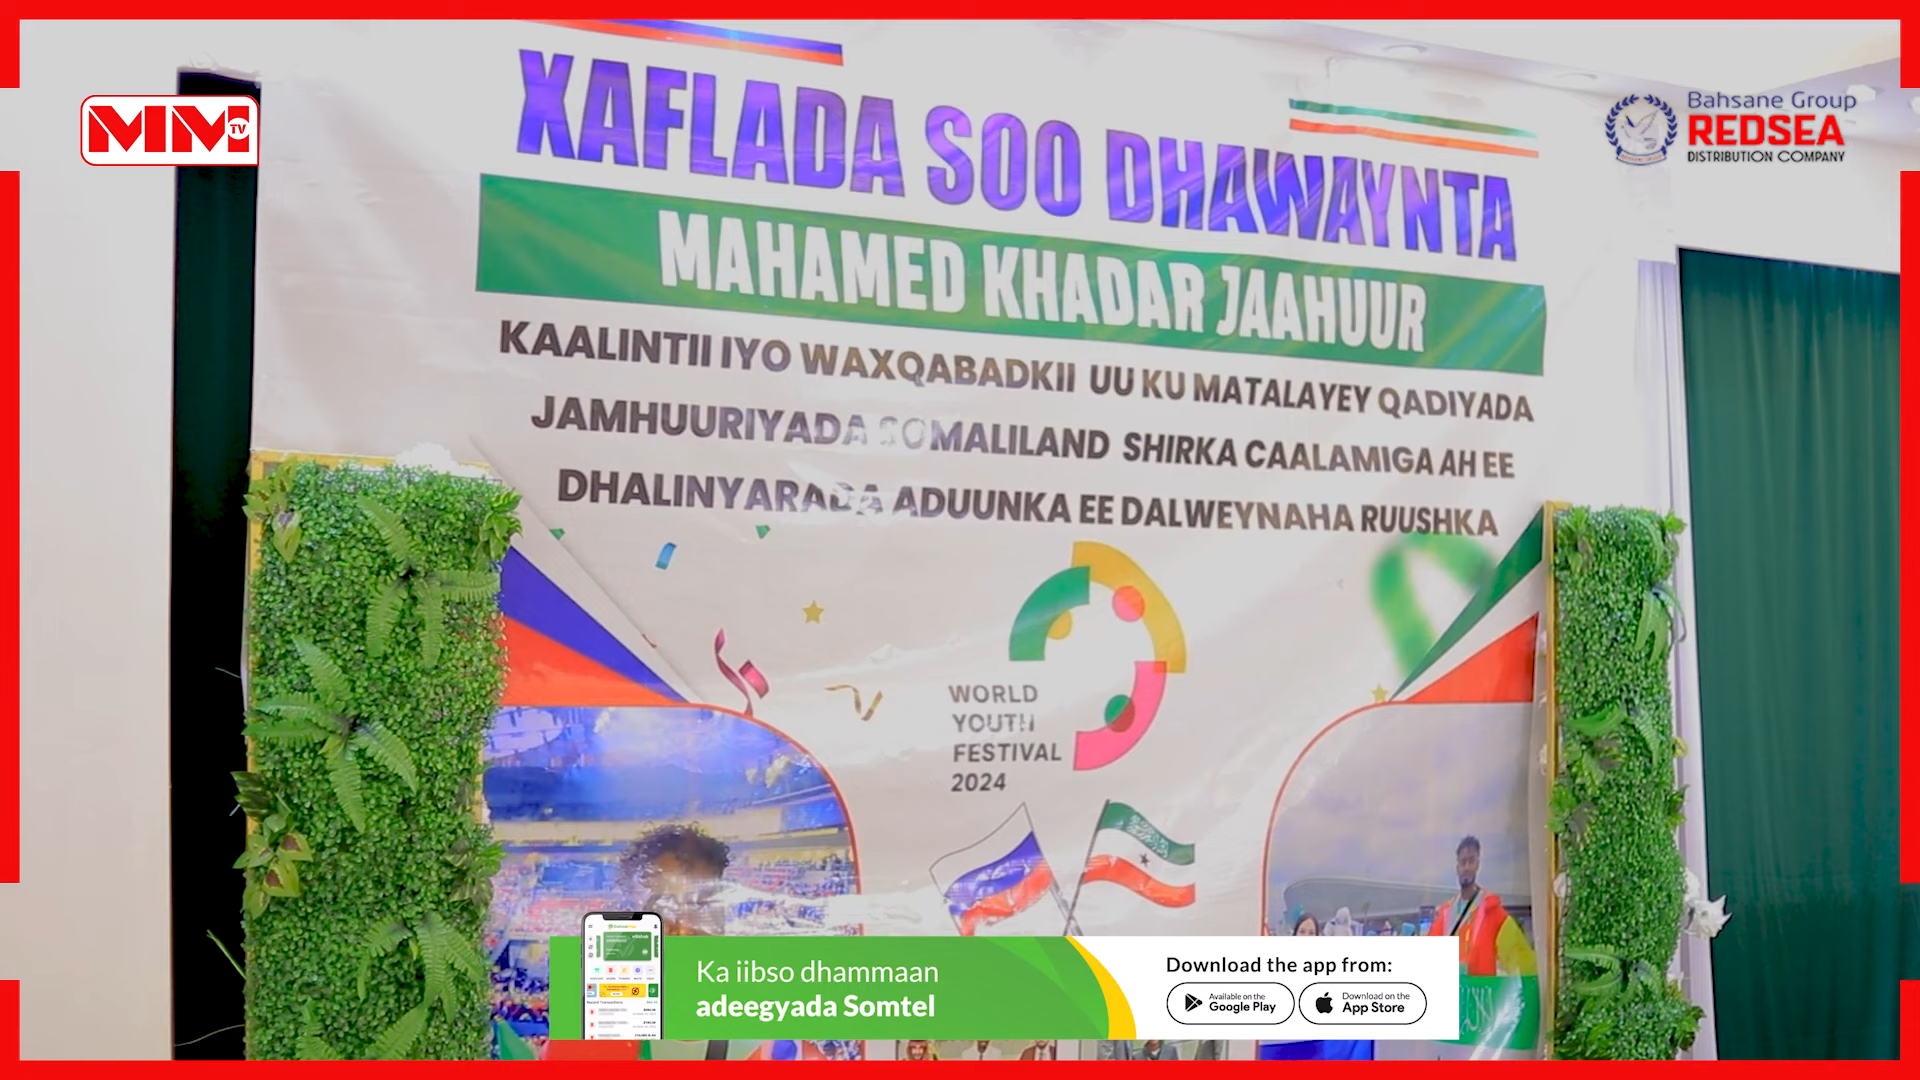 MM TV
Bahsane Group
REDSEA
DISTRIBUTION COMPANY
XAFLADA SOO DHAWAYNTA
MAHAMED KHADAR JAAHUUR
KAALINTII IYO WAXQABADKII UU KU MATALAYEY QADIYADA
JAMHUURIYADA SOMALILAND SHIRKA CAALAMIGA AH EE
DHALINYARADA ADUUNKA EE DALWEYNAHA RUUSHKA
WORLD
YOUTH
FESTIVAL
2024
Ka iibso dhammaan
adeegyada Somtel
Download the app from:
Available on the
Google Play
Download on the
App Store